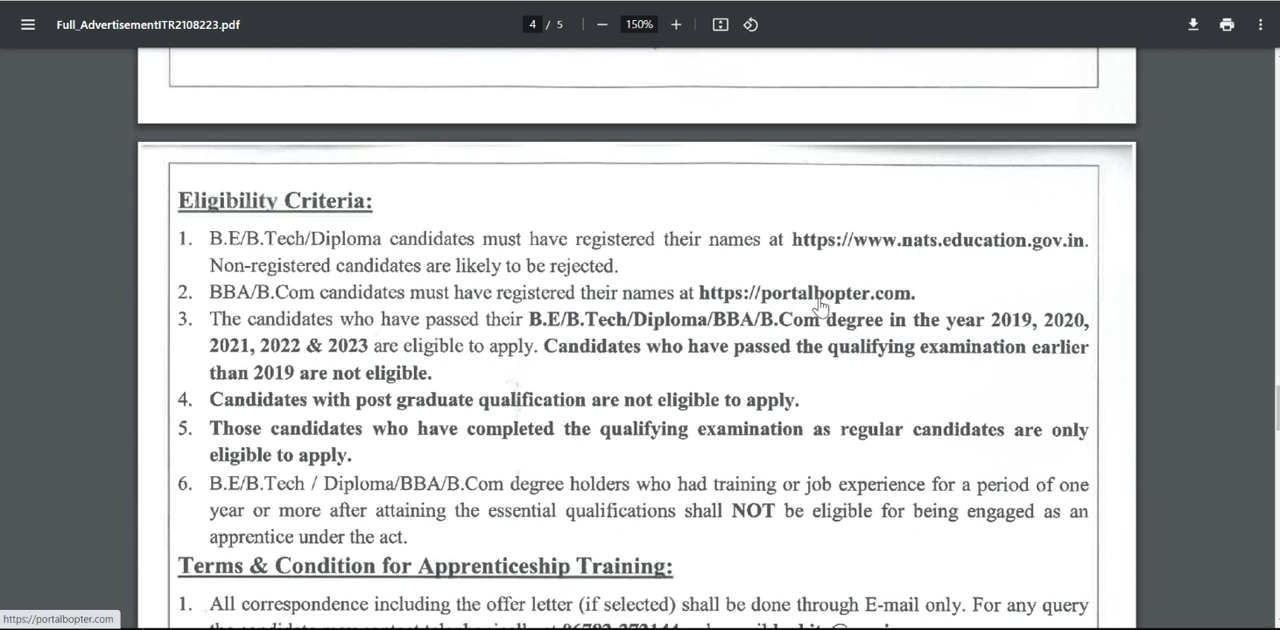 Full_AdvertisementITR2108223.pdf
4 / 5
150%
Eligibility Criteria:
1. B.E/B.Tech/Diploma candidates must have registered their names at https://www.nats.education.gov.in.
Non-registered candidates are likely to be rejected.
2. BBA/B.Com candidates must have registered their names at https://portalbopter.com.
3. The candidates who have passed their B.E/B.Tech/Diploma/BBA/B.Com degree in the year 2019, 2020,
2021, 2022 & 2023 are eligible to apply. Candidates who have passed the qualifying examination earlier
than 2019 are not eligible.
4. Candidates with post graduate qualification are not eligible to apply.
5. Those candidates who have completed the qualifying examination as regular candidates are only
eligible to apply.
6. B.E/B.Tech / Diploma/BBA/B.Com degree holders who had training or job experience for a period of one
year or more after attaining the essential qualifications shall NOT be eligible for being engaged as an
apprentice under the act.
Terms & Condition for Apprenticeship Training:
1. All correspondence including the offer letter (if selected) shall be done through E-mail only. For any query
https://portalbopter.com